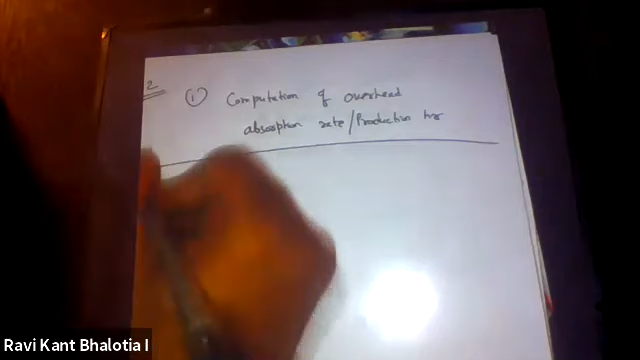 2
(i) Computation of overhead
absorption rate/Production hr
Ravi Kant Bhalotia I